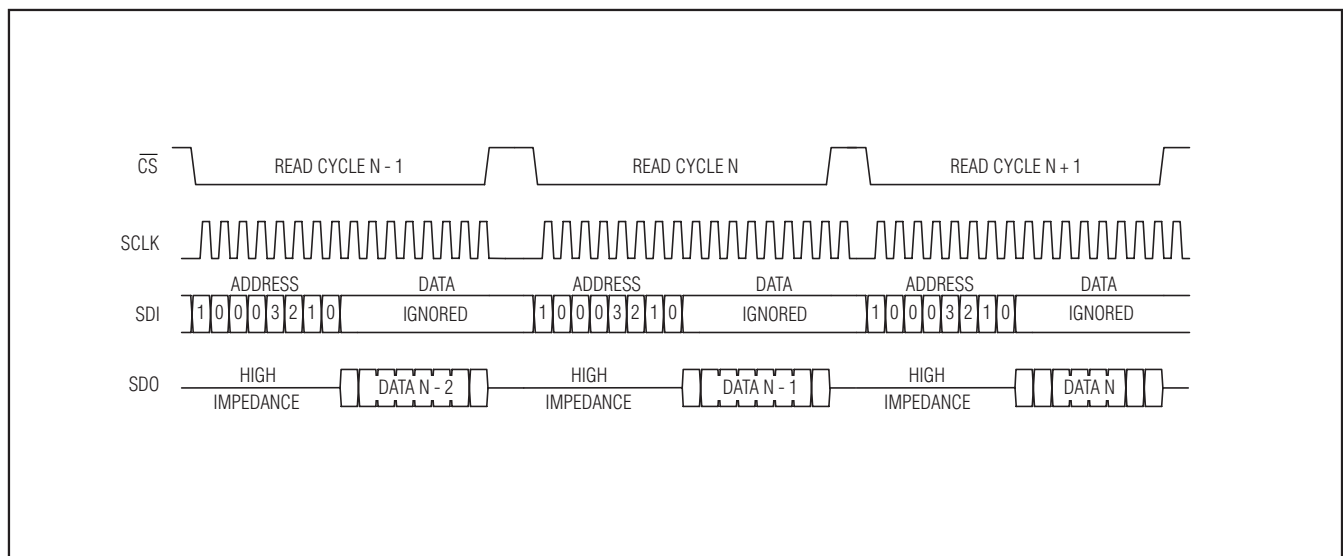 CS READ CYCLE N - 1 READ CYCLE N READ CYCLE N + 1
SCLK
ADDRESS DATA ADDRESS DATA ADDRESS DATA
SDI 1 0 0 0 3 2 1 0 IGNORED 1 0 0 0 3 2 1 0 IGNORED 1 0 0 0 3 2 1 0 IGNORED
SDO HIGH IMPEDANCE DATA N - 2 HIGH IMPEDANCE DATA N - 1 HIGH IMPEDANCE DATA N